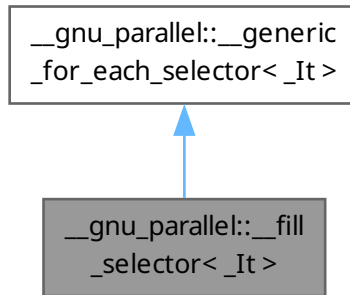 __gnu_parallel::__generic
_for_each_selector< _It >
__gnu_parallel::__fill
_selector< _It >